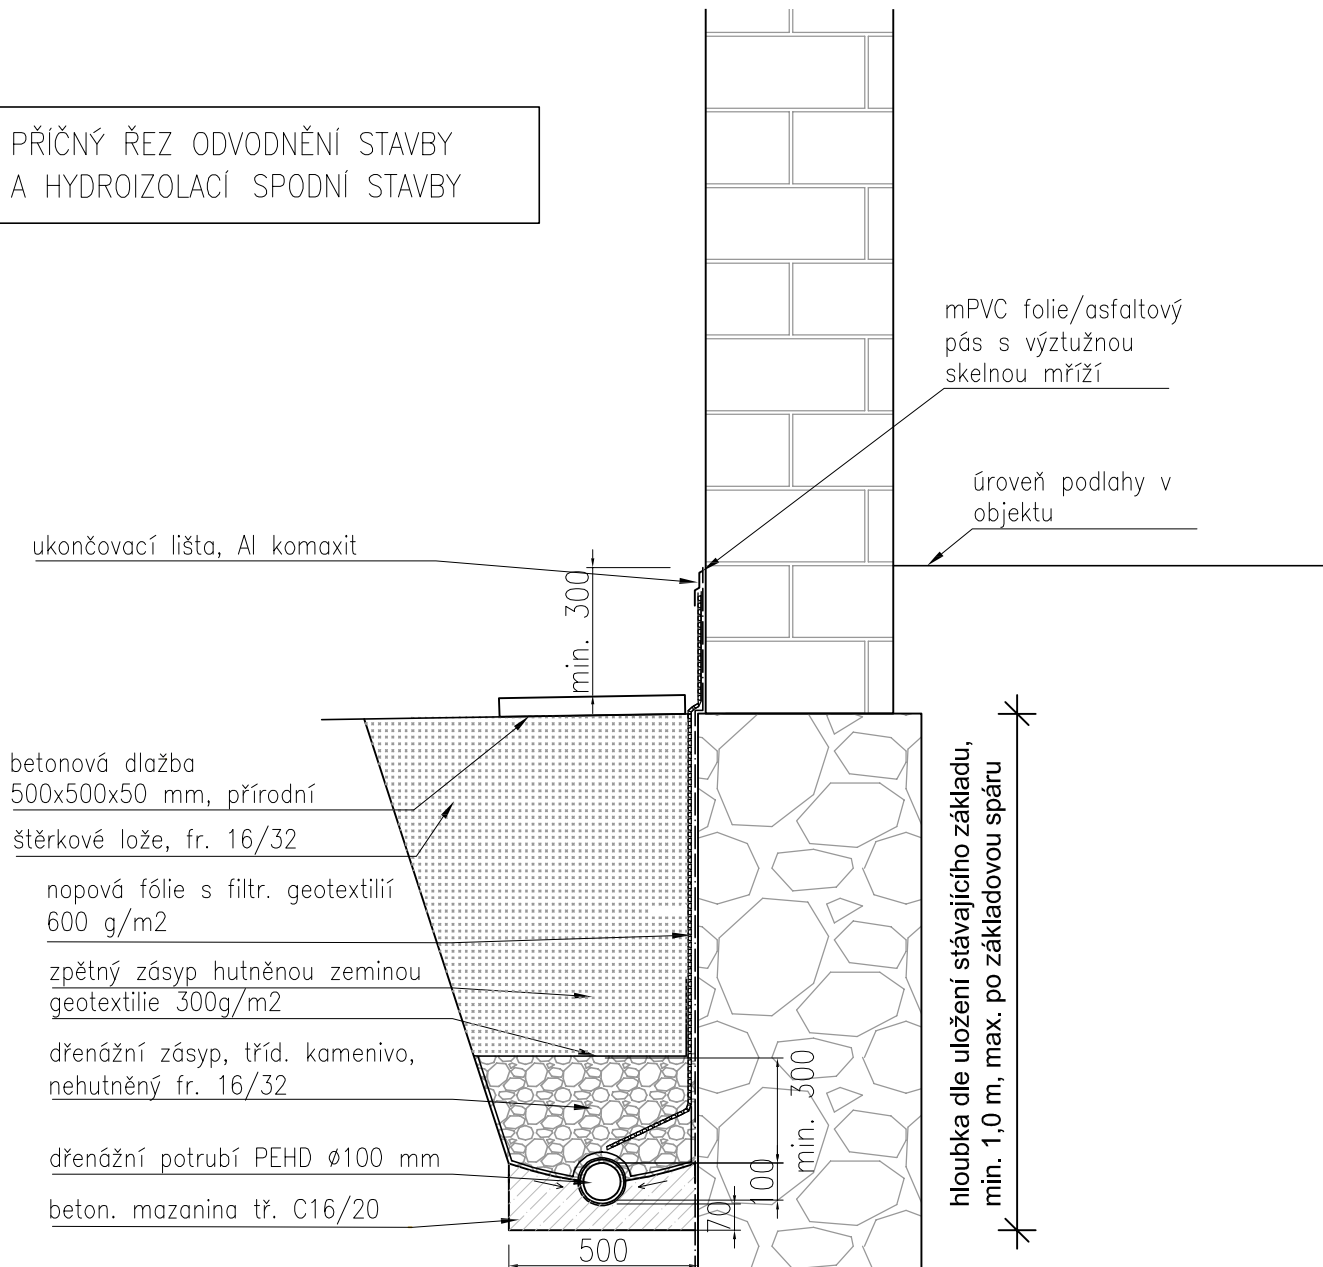 PŘÍČNÝ ŘEZ ODVODNĚNÍ STAVBY
A HYDROIZOLACÍ SPODNÍ STAVBY
mPVC folie/asfaltový
pás s výztužnou
skelnou mříží
úroveň podlahy v
objektu
ukončovací lišta, Al komaxit
min. 300
betonová dlažba
500x500x50 mm, přírodní
štěrkové lože, fr. 16/32
nopová fólie s filtr. geotextilií
600 g/m2
zpětný zásyp hutněnou zeminou
geotextilie 300g/m2
dřenážní zásyp, tříd. kamenivo,
nehutněný fr. 16/32
dřenážní potrubí PEHD ø100 mm
beton. mazanina tř. C16/20
min. 300
100
70
500
hloubka dle uložení stávajícího základu,
min. 1,0 m, max. po základovou spáru